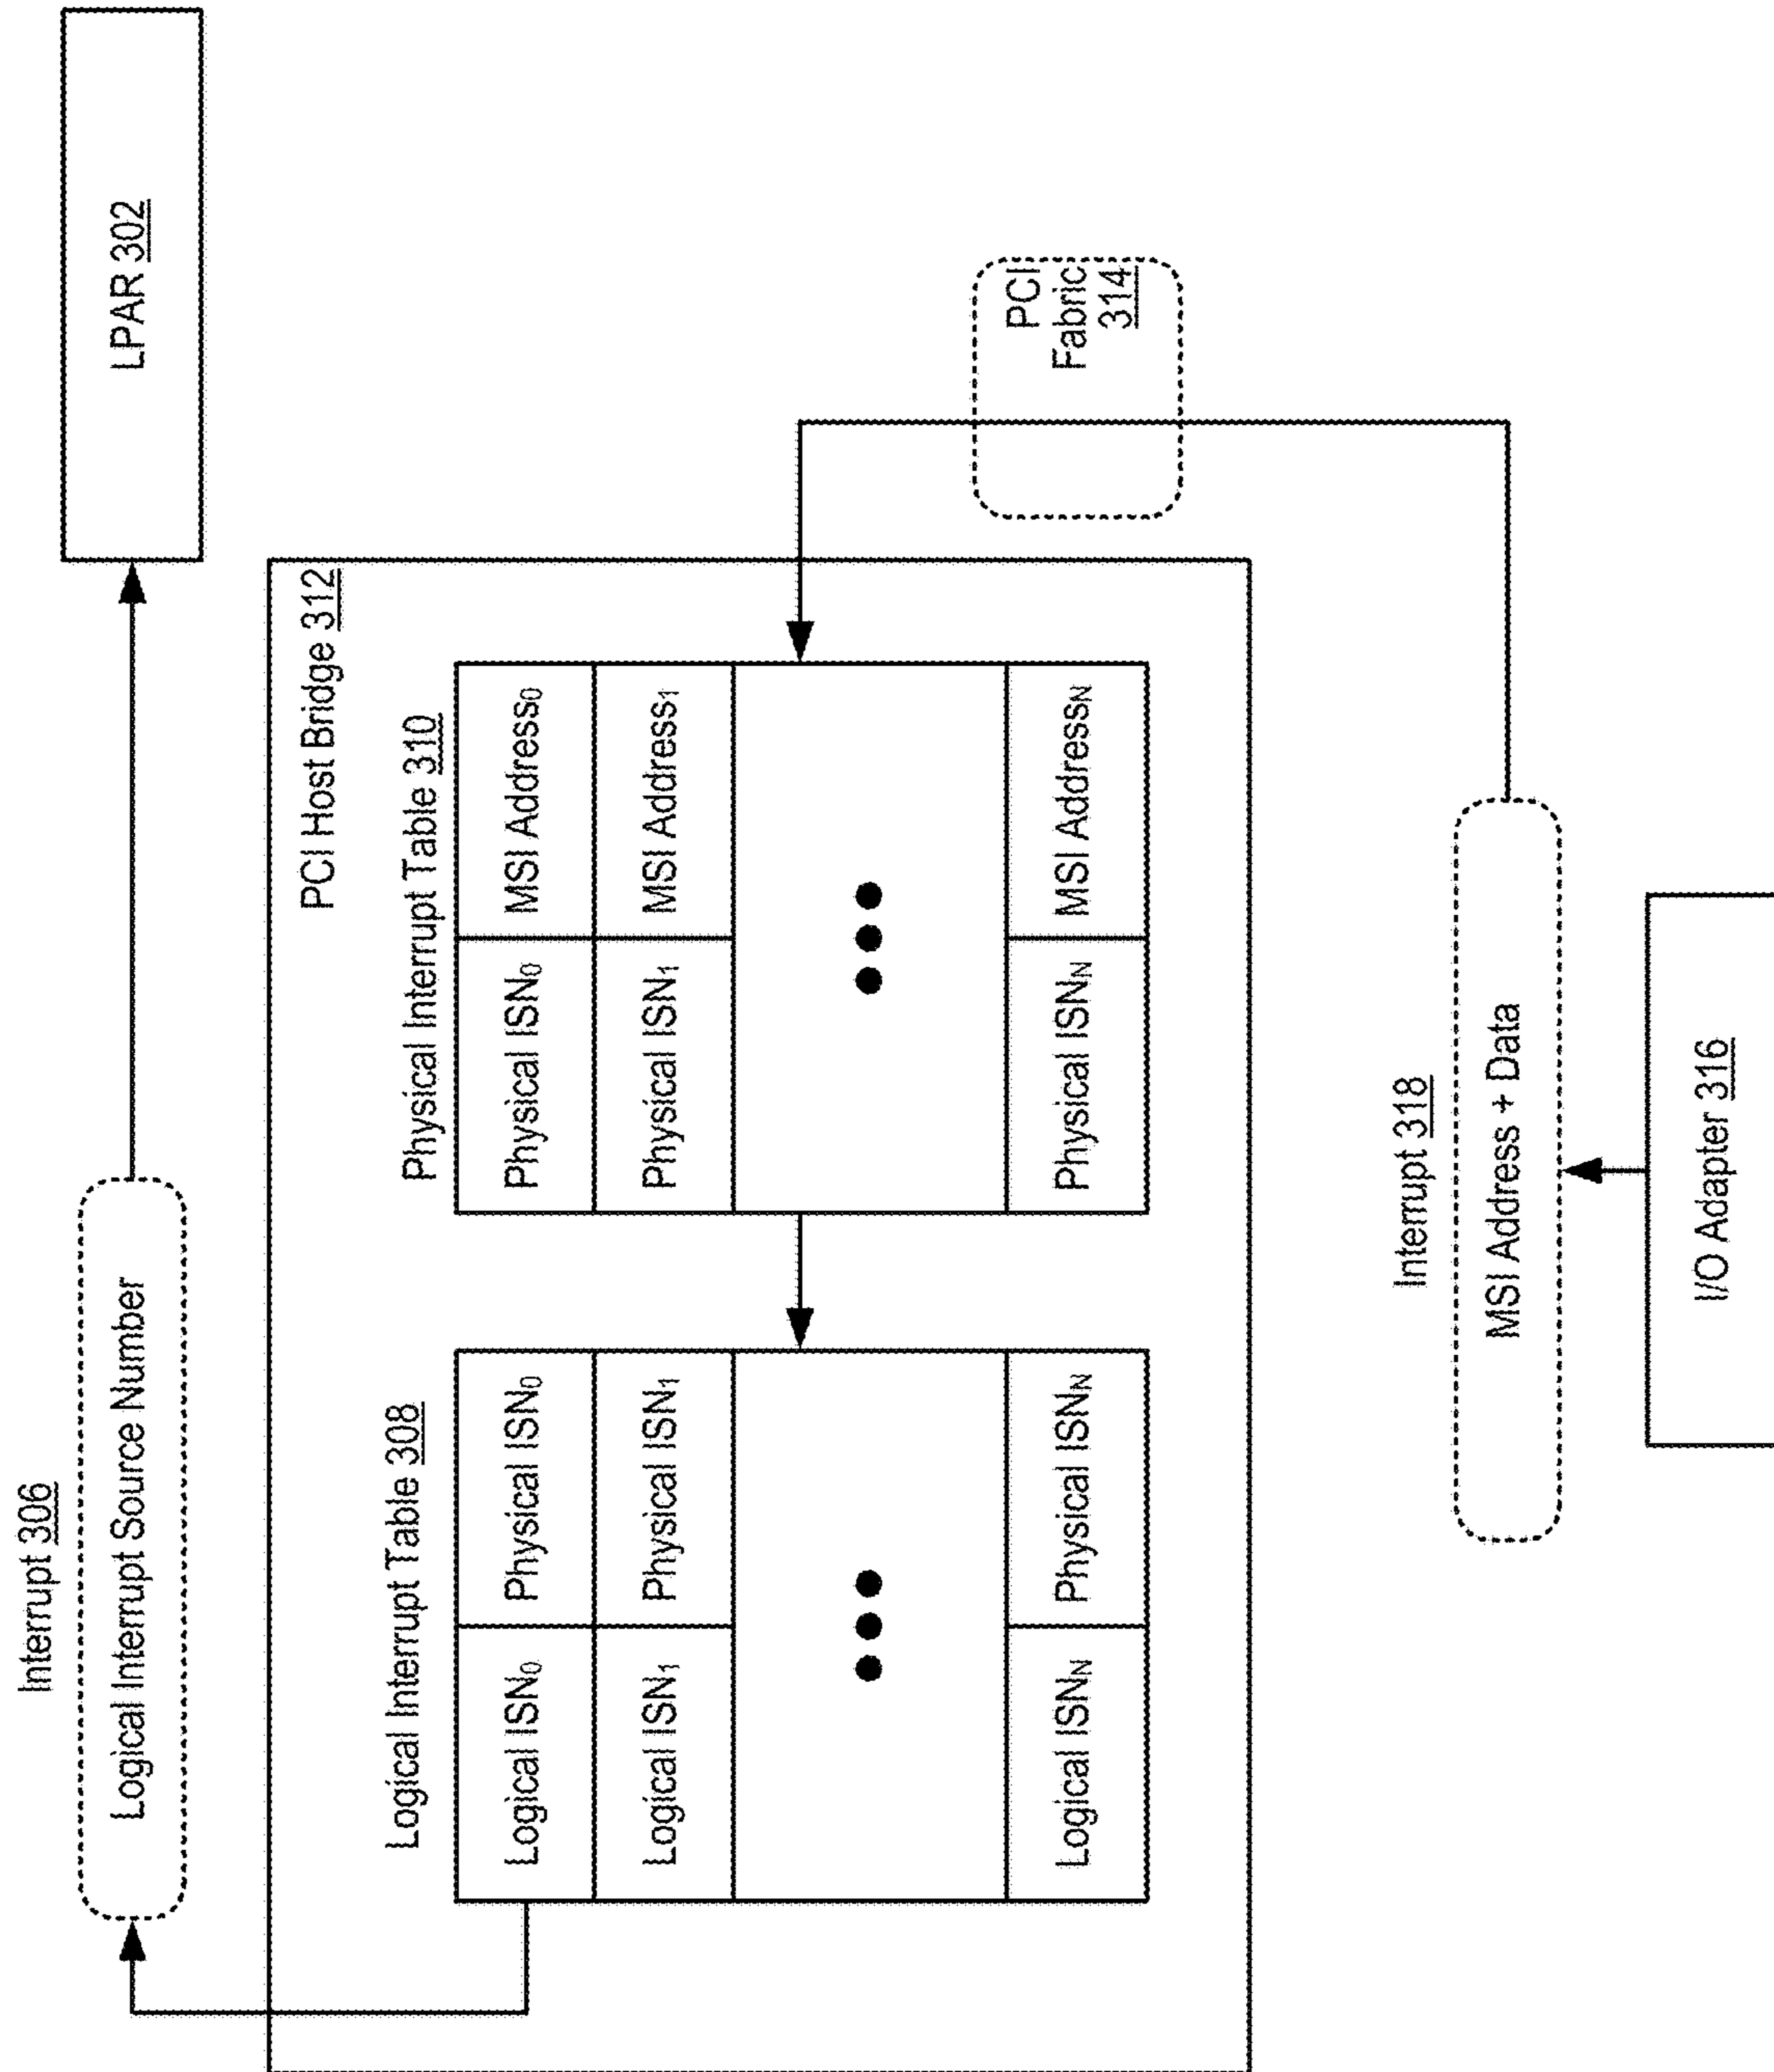 Interrupt 306
Logical Interrupt Source Number
LPAR 302
PCI Host Bridge 312
Logical Interrupt Table 308
Logical ISN₀ Physical ISN₀
Logical ISN₁ Physical ISN₁
Logical ISNN Physical ISNN
Physical Interrupt Table 310
Physical ISN₀ MSI Address₀
Physical ISN₁ MSI Address₁
Physical ISNN MSI AddressN
PCI
Fabric
314
Interrupt 318
MSI Address + Data
I/O Adapter 316